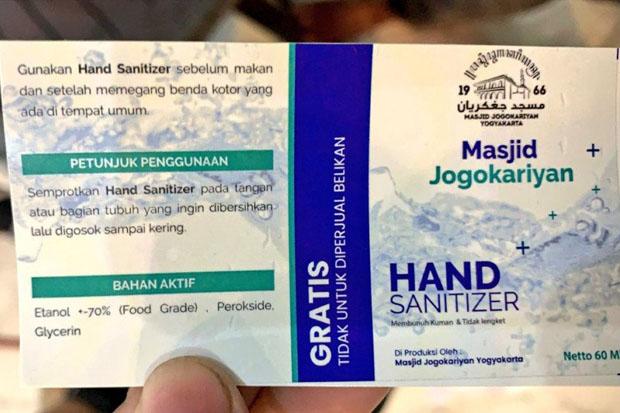 Gunakan Hand Sanitizer sebelum makan
dan setelah memegang benda kotor yang
ada di tempat umum.
PETUNJUK PENGGUNAAN
Semprotkan Hand Sanitizer pada tangan
atau bagian tubuh yang ingin dibersihkan
lalu digosok sampai kering.
BAHAN AKTIF
Etanol +-70% (Food Grade) , Perokside,
Glycerin
GRATIS
TIDAK UNTUK DIPERJUAL BELIKAN
19 66
مسجد جغكريان
MASJID JOGOKARIYAN
YOGYAKARTA
Masjid
Jogokariyan
HAND
SANITIZER
Membunuh Kuman & Tidak lengket
Di Produksi Oleh :
Masjid Jogokariyan Yogyakarta
Netto 60 M